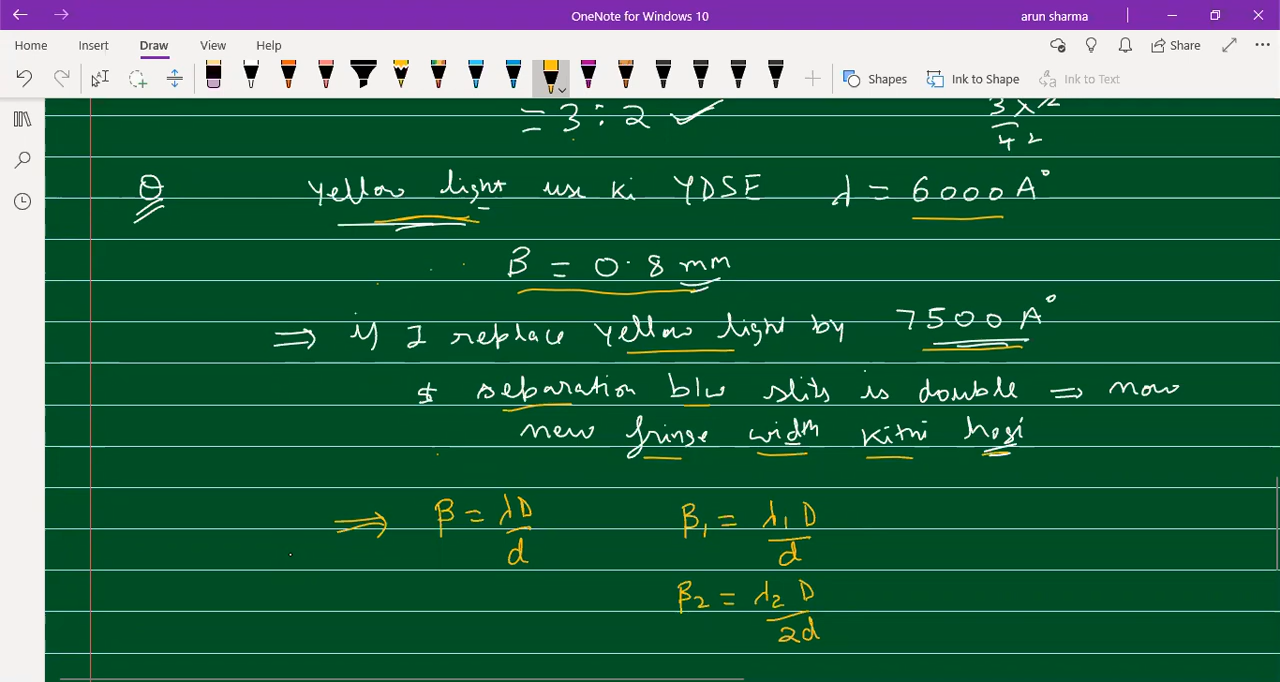 OneNote for Windows 10
arun sharma
Home Insert Draw View Help
Share
Shapes
Ink to Shape
Ink to Text
= 3 : 2 ✓
Q yellow light use ki YDSE λ = 6000 A°
β = 0.8 mm
⇒ if I replace yellow light by 7500 A°
& separation b/w slits is double ⇒ now
new fringe width kitni hogi
⇒ β = λD/d β₁ = λ₁D/d
β₂ = λ₂D/2d